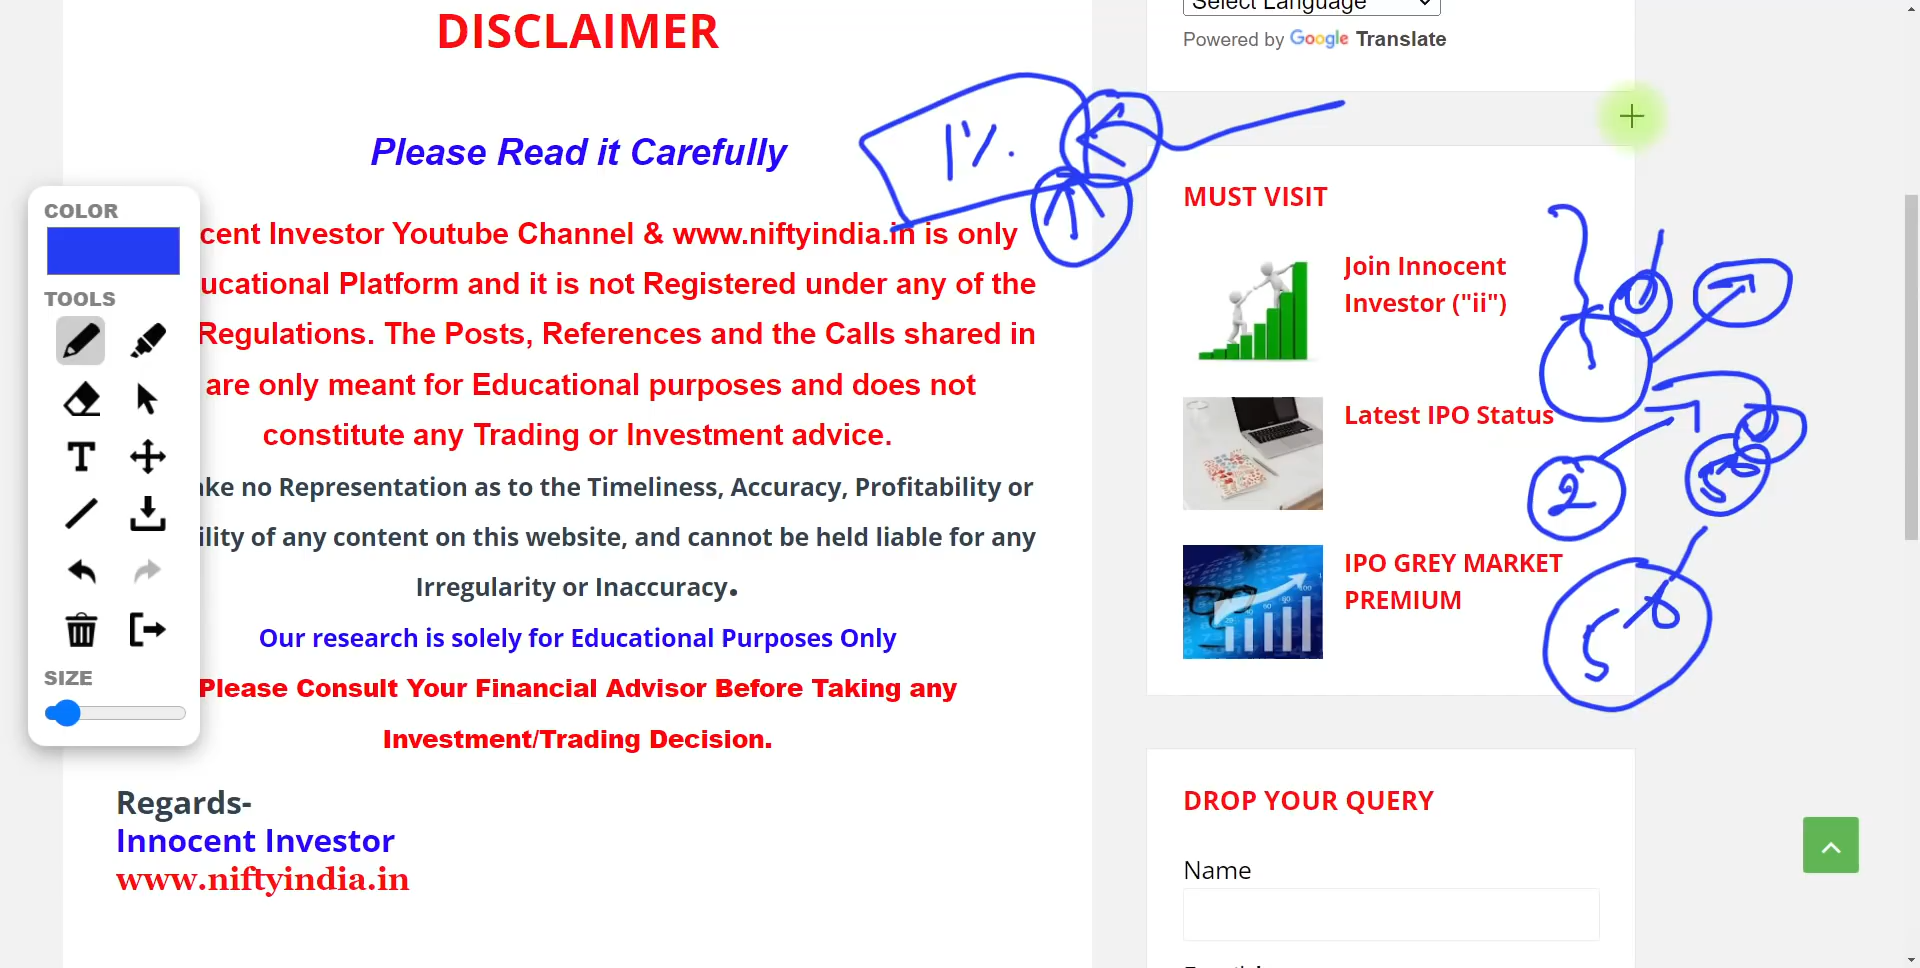 DISCLAIMER
Please Read it Carefully
cent Investor Youtube Channel & www.niftyindia.in is only
ucational Platform and it is not Registered under any of the
Regulations. The Posts, References and the Calls shared in
are only meant for Educational purposes and does not
constitute any Trading or Investment advice.
ake no Representation as to the Timeliness, Accuracy, Profitability or
ility of any content on this website, and cannot be held liable for any
Irregularity or Inaccuracy.
Our research is solely for Educational Purposes Only
Please Consult Your Financial Advisor Before Taking any
Investment/Trading Decision.
Regards-
Innocent Investor
www.niftyindia.in
1%.
COLOR
TOOLS
T
SIZE
Select Language
Powered by Google Translate
MUST VISIT
Join Innocent
Investor ("ii")
Latest IPO Status
IPO GREY MARKET
PREMIUM
2
DROP YOUR QUERY
Name